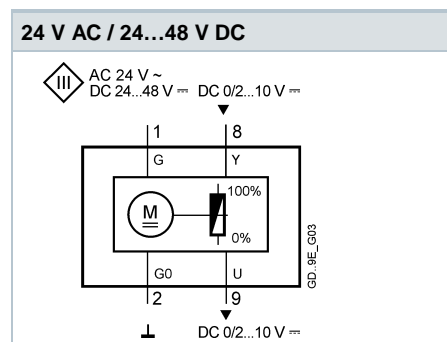 24 V AC / 24...48 V DC
III
AC 24 V ~
DC 24...48 V ⎓ DC 0/2...10 V ⎓
1 8
G Y
100%
M
0%
G0 U
2 9
DC 0/2...10 V ⎓
GD..9E_G03